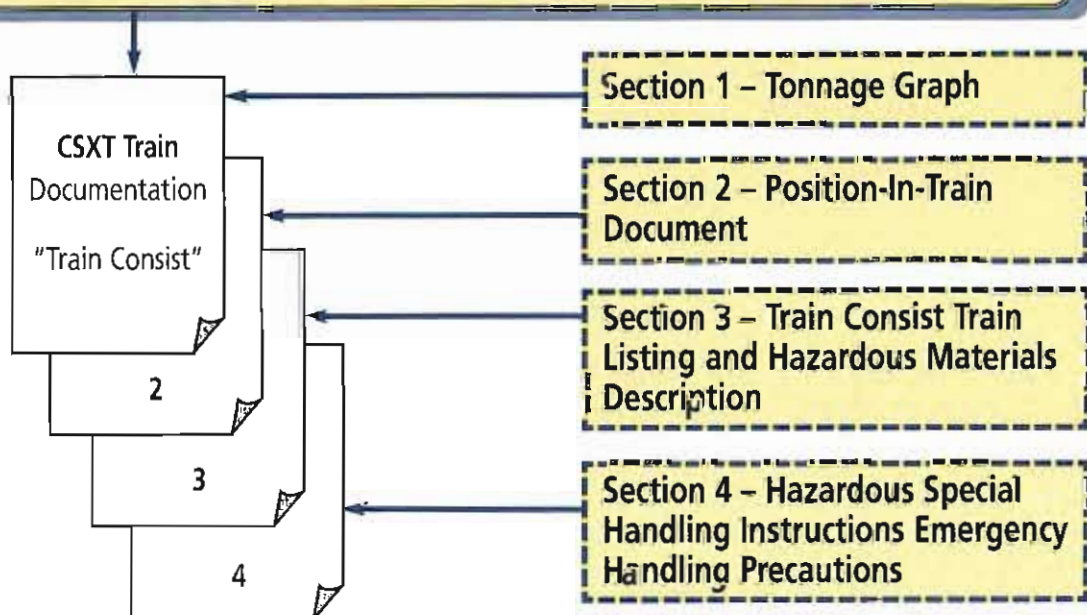 CSXT Train
Documentation
"Train Consist"
2
3
4
Section 1 – Tonnage Graph
Section 2 – Position-In-Train
Document
Section 3 – Train Consist Train
Listing and Hazardous Materials
Description
Section 4 – Hazardous Special
Handling Instructions Emergency
Handling Precautions